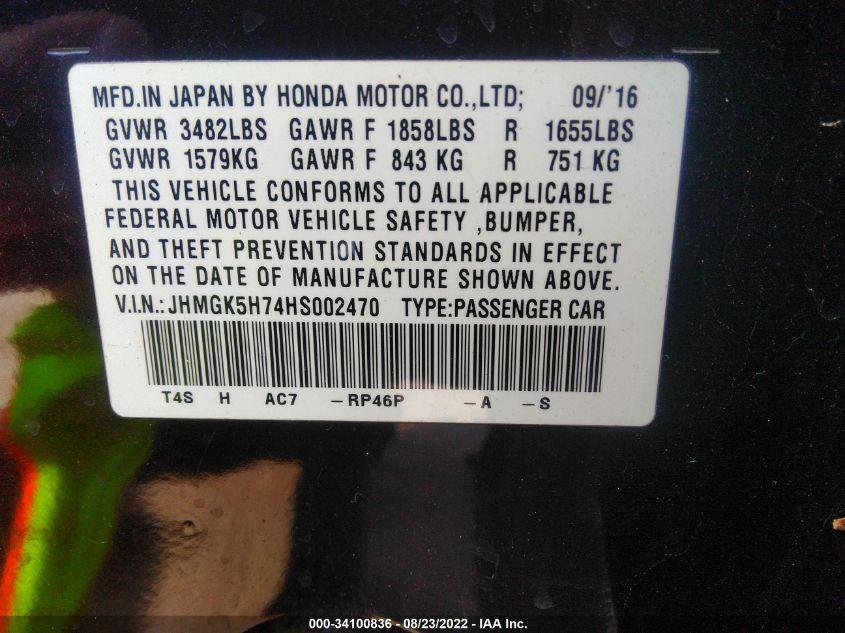 MFD.IN JAPAN BY HONDA MOTOR CO.,LTD; 09/'16
GVWR 3482LBS GAWR F 1858LBS R 1655LBS
GVWR 1579KG GAWR F 843 KG R 751 KG
THIS VEHICLE CONFORMS TO ALL APPLICABLE
FEDERAL MOTOR VEHICLE SAFETY ,BUMPER,
AND THEFT PREVENTION STANDARDS IN EFFECT
ON THE DATE OF MANUFACTURE SHOWN ABOVE.
V.I.N.: JHMGK5H74HS002470 TYPE:PASSENGER CAR
T4S H AC7 –RP46P –A –S
000-34100836 - 08/23/2022 - IAA Inc.